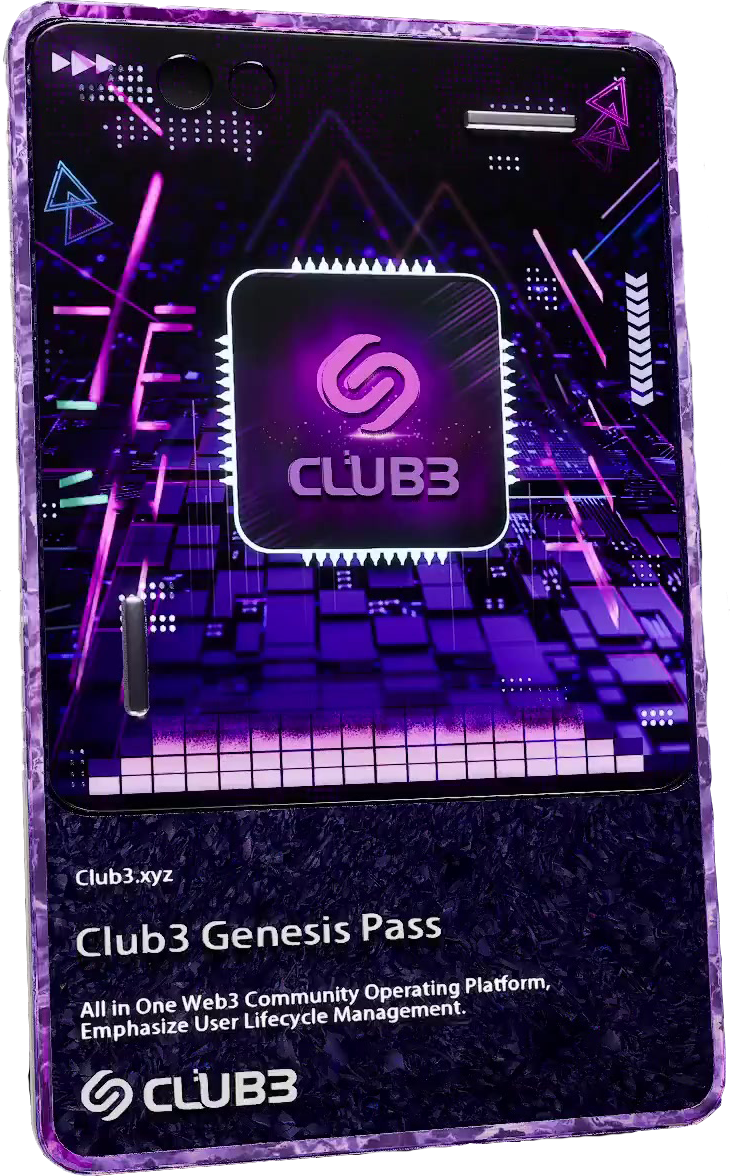 CLUB3
Club3.xyz
Club3 Genesis Pass
All in One Web3 Community Operating Platform,
Emphasize User Lifecycle Management.
CLUB3